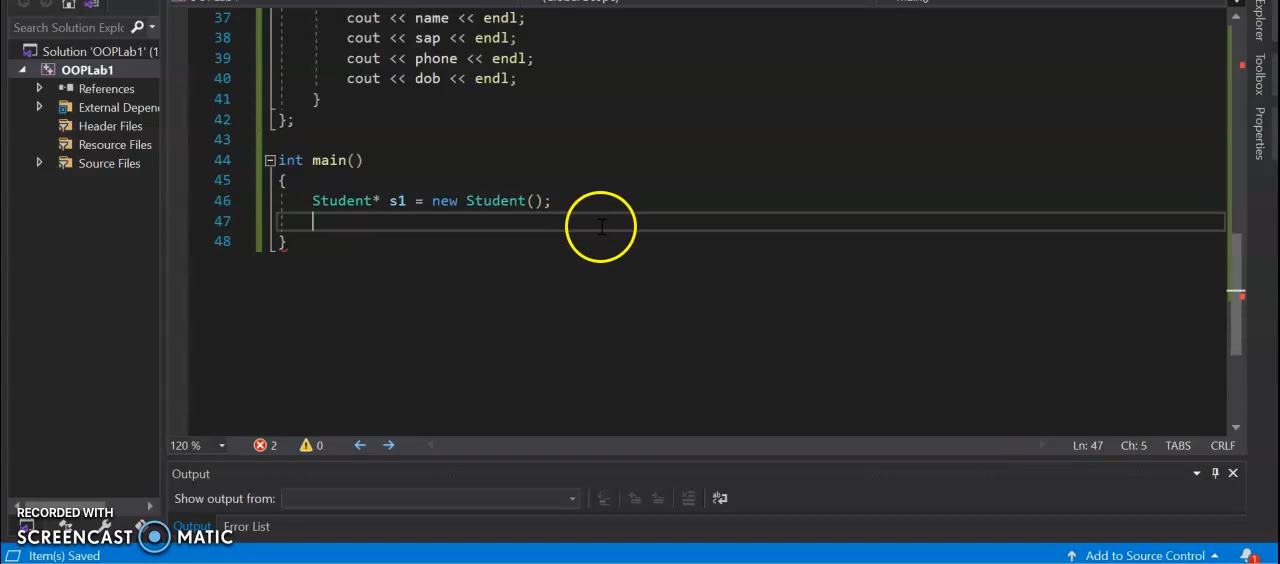 37 cout << name << endl;
38 cout << sap << endl;
39 cout << phone << endl;
40 cout << dob << endl;
41 }
42 };
43
44 int main()
45 {
46 Student* s1 = new Student();
47
48 }
Search Solution Explc
Solution 'OOPLab1' (1
OOPLab1
References
External Depen
Header Files
Resource Files
Source Files
Explorer
Toolbox
Properties
120 % 2 0 Ln: 47 Ch: 5 TABS CRLF
Output
Show output from:
Output Error List
RECORDED WITH
SCREENCAST MATIC
Item(s) Saved Add to Source Control 1